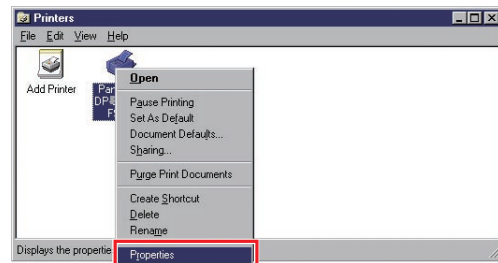 Printers
File Edit View Help
Add Printer
Open
Pause Printing
Set As Default
Document Defaults...
Sharing...
Purge Print Documents
Create Shortcut
Delete
Rename
Properties
Displays the propertie